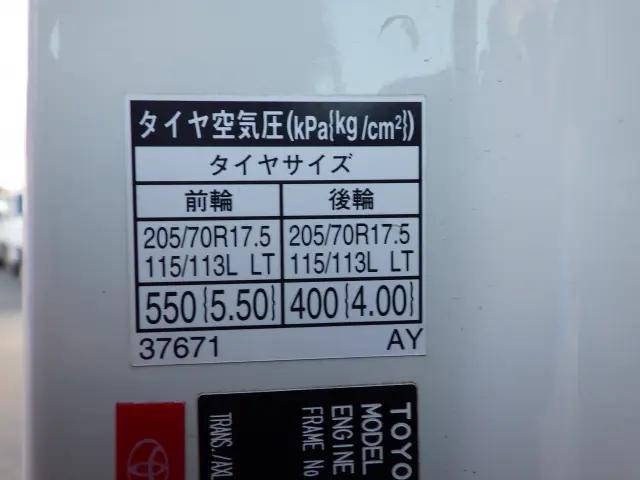 タイヤ空気圧(kPa{kg/cm²})
タイヤサイズ
前輪 後輪
205/70R17.5 205/70R17.5
115/113L LT 115/113L LT
550{5.50} 400{4.00}
37671 AY
TOYO
MODEL
ENGINE
FRAME No
TRANS./AXL